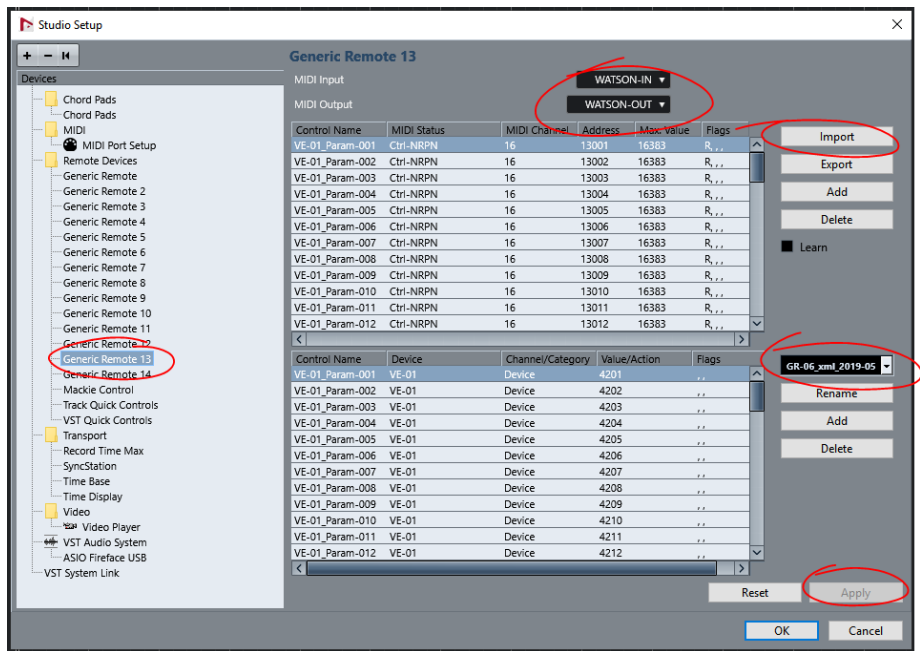 Studio Setup
Devices
Chord Pads
Chord Pads
MIDI
MIDI Port Setup
Remote Devices
Generic Remote
Generic Remote 2
Generic Remote 3
Generic Remote 4
Generic Remote 5
Generic Remote 6
Generic Remote 7
Generic Remote 8
Generic Remote 9
Generic Remote 10
Generic Remote 11
Generic Remote 12
Generic Remote 13
Generic Remote 14
Mackie Control
Track Quick Controls
VST Quick Controls
Transport
Record Time Max
SyncStation
Time Base
Time Display
Video
Video Player
VST Audio System
ASIO Fireface USB
VST System Link
Generic Remote 13
MIDI Input WATSON-IN
MIDI Output WATSON-OUT
Control Name MIDI Status MIDI Channel Address Max. Value Flags
VE-01_Param-001 Ctrl-NRPN 16 13001 16383 R, , ,
VE-01_Param-002 Ctrl-NRPN 16 13002 16383 R, , ,
VE-01_Param-003 Ctrl-NRPN 16 13003 16383 R, , ,
VE-01_Param-004 Ctrl-NRPN 16 13004 16383 R, , ,
VE-01_Param-005 Ctrl-NRPN 16 13005 16383 R, , ,
VE-01_Param-006 Ctrl-NRPN 16 13006 16383 R, , ,
VE-01_Param-007 Ctrl-NRPN 16 13007 16383 R, , ,
VE-01_Param-008 Ctrl-NRPN 16 13008 16383 R, , ,
VE-01_Param-009 Ctrl-NRPN 16 13009 16383 R, , ,
VE-01_Param-010 Ctrl-NRPN 16 13010 16383 R, , ,
VE-01_Param-011 Ctrl-NRPN 16 13011 16383 R, , ,
VE-01_Param-012 Ctrl-NRPN 16 13012 16383 R, , ,
Import
Export
Add
Delete
Learn
Control Name Device Channel/Category Value/Action Flags
VE-01_Param-001 VE-01 Device 4201 , ,
VE-01_Param-002 VE-01 Device 4202 , ,
VE-01_Param-003 VE-01 Device 4203 , ,
VE-01_Param-004 VE-01 Device 4204 , ,
VE-01_Param-005 VE-01 Device 4205 , ,
VE-01_Param-006 VE-01 Device 4206 , ,
VE-01_Param-007 VE-01 Device 4207 , ,
VE-01_Param-008 VE-01 Device 4208 , ,
VE-01_Param-009 VE-01 Device 4209 , ,
VE-01_Param-010 VE-01 Device 4210 , ,
VE-01_Param-011 VE-01 Device 4211 , ,
VE-01_Param-012 VE-01 Device 4212 , ,
GR-06_xml_2019-05
Rename
Add
Delete
Reset Apply
OK Cancel